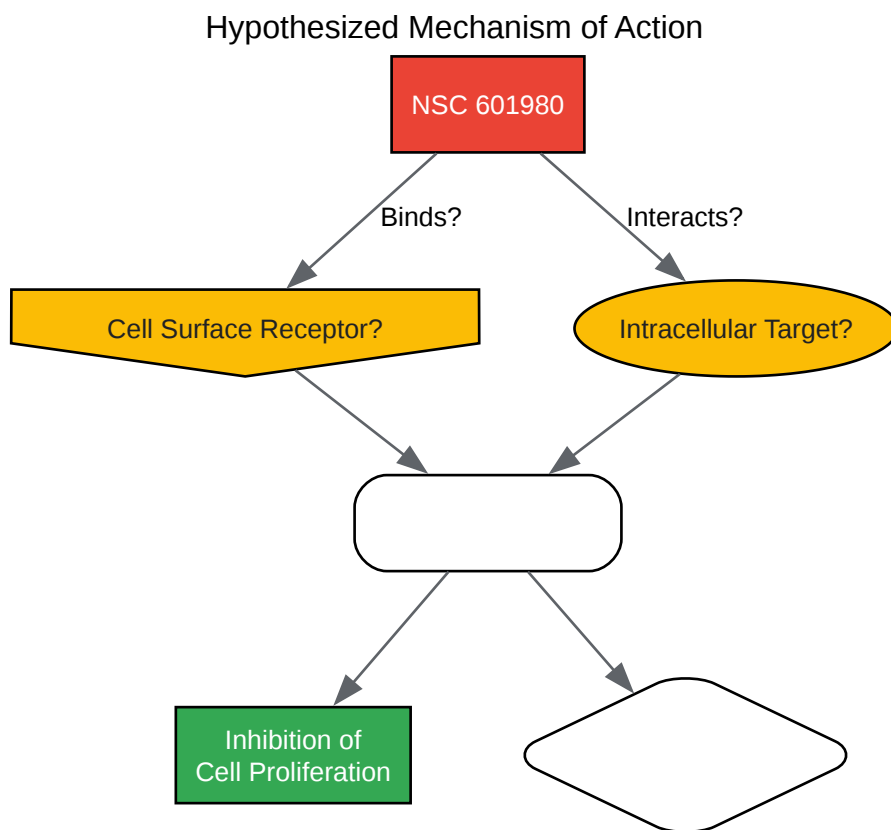 Hypothesized Mechanism of Action
NSC 601980
Binds?
Interacts?
Cell Surface Receptor?
Intracellular Target?
Inhibition of
Cell Proliferation